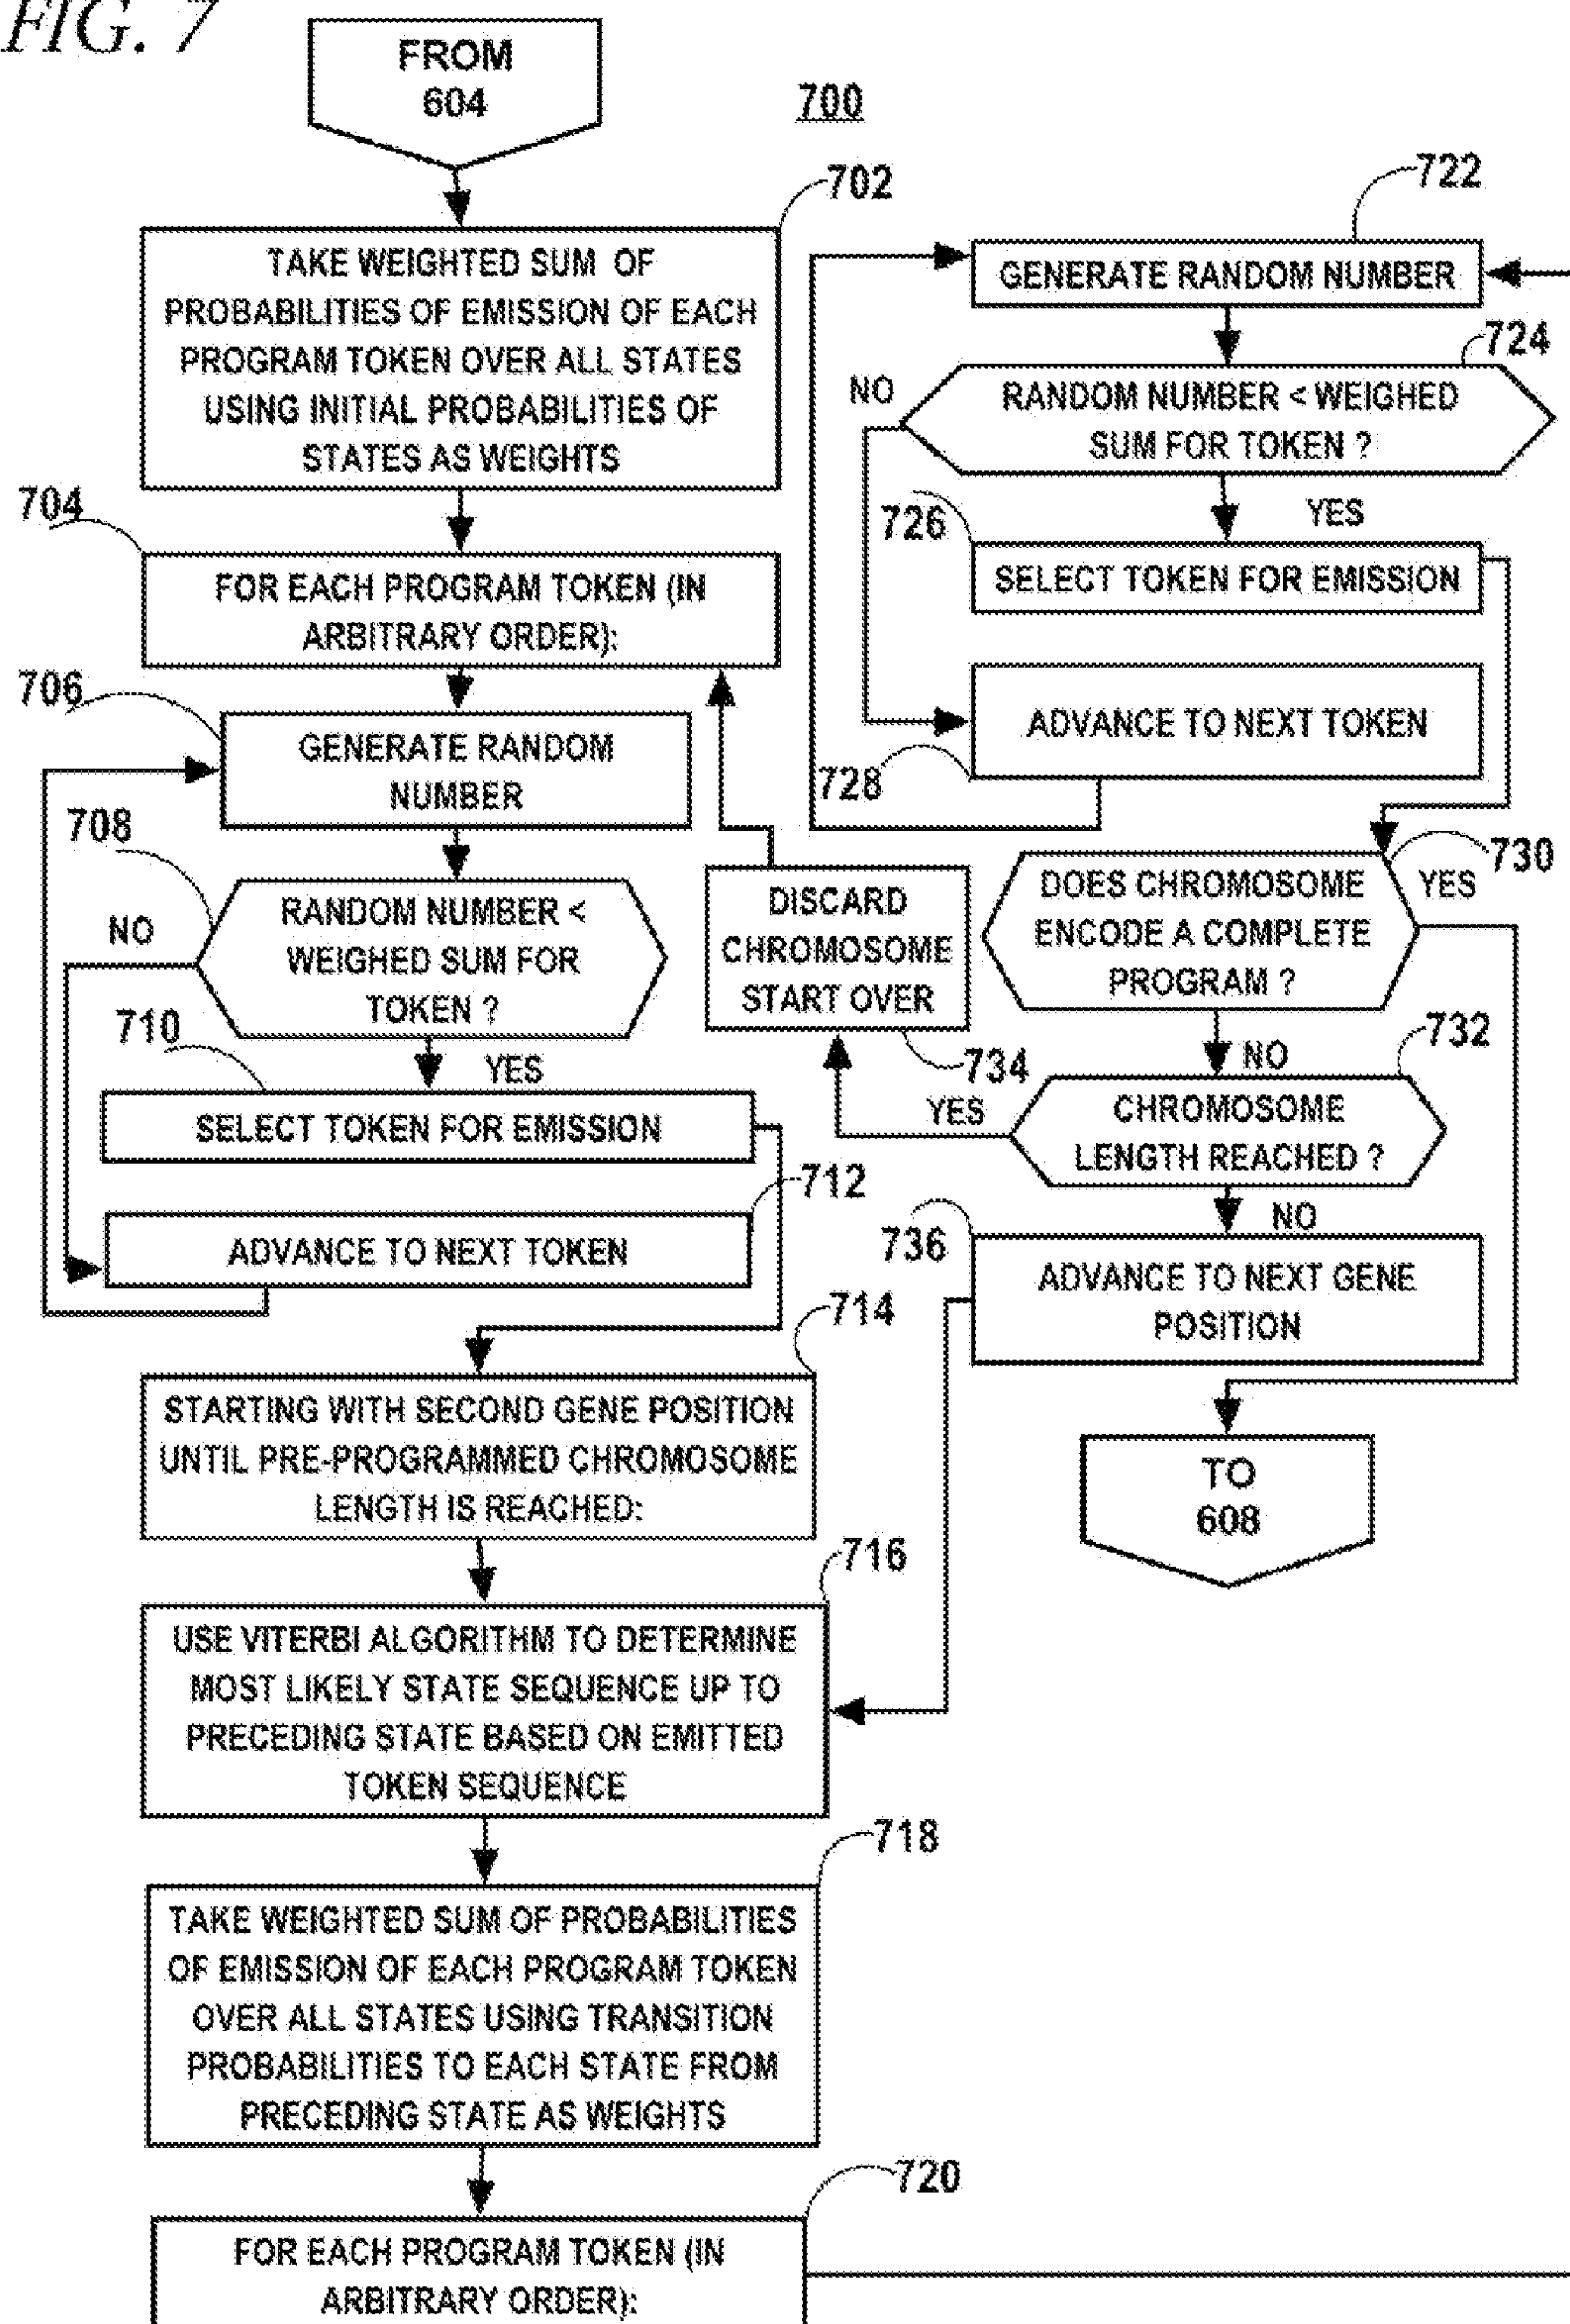 FIG. 7
FROM
604
700
702
TAKE WEIGHTED SUM OF
PROBABILITIES OF EMISSION OF EACH
PROGRAM TOKEN OVER ALL STATES
USING INITIAL PROBABILITIES OF
STATES AS WEIGHTS
704
FOR EACH PROGRAM TOKEN (IN
ARBITRARY ORDER):
706
GENERATE RANDOM
NUMBER
708
NO
RANDOM NUMBER <
WEIGHED SUM FOR
TOKEN ?
710
YES
SELECT TOKEN FOR EMISSION
712
ADVANCE TO NEXT TOKEN
714
STARTING WITH SECOND GENE POSITION
UNTIL PRE-PROGRAMMED CHROMOSOME
LENGTH IS REACHED:
716
USE VITERBI ALGORITHM TO DETERMINE
MOST LIKELY STATE SEQUENCE UP TO
PRECEDING STATE BASED ON EMITTED
TOKEN SEQUENCE
718
TAKE WEIGHTED SUM OF PROBABILITIES
OF EMISSION OF EACH PROGRAM TOKEN
OVER ALL STATES USING TRANSITION
PROBABILITIES TO EACH STATE FROM
PRECEDING STATE AS WEIGHTS
720
FOR EACH PROGRAM TOKEN (IN
ARBITRARY ORDER):
722
GENERATE RANDOM NUMBER
724
NO
RANDOM NUMBER < WEIGHED
SUM FOR TOKEN ?
726
YES
SELECT TOKEN FOR EMISSION
ADVANCE TO NEXT TOKEN
728
730
DOES CHROMOSOME
ENCODE A COMPLETE
PROGRAM ?
YES
NO
732
CHROMOSOME
LENGTH REACHED ?
YES
734
DISCARD
CHROMOSOME
START OVER
NO
736
ADVANCE TO NEXT GENE
POSITION
TO
608